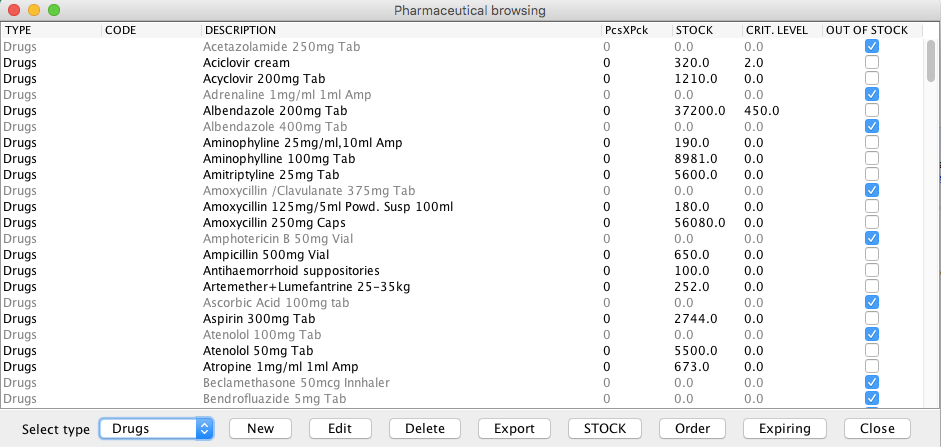 Pharmaceutical browsing
TYPE CODE DESCRIPTION PcsXPck STOCK CRIT. LEVEL OUT OF STOCK
Drugs Acetazolamide 250mg Tab 0 0.0 0.0
Drugs Aciclovir cream 0 320.0 2.0
Drugs Acyclovir 200mg Tab 0 1210.0 0.0
Drugs Adrenaline 1mg/ml 1ml Amp 0 0.0 0.0
Drugs Albendazole 200mg Tab 0 37200.0 450.0
Drugs Albendazole 400mg Tab 0 0.0 0.0
Drugs Aminophyline 25mg/ml,10ml Amp 0 190.0 0.0
Drugs Aminophylline 100mg Tab 0 8981.0 0.0
Drugs Amitriptyline 25mg Tab 0 5600.0 0.0
Drugs Amoxycillin /Clavulanate 375mg Tab 0 0.0 0.0
Drugs Amoxycillin 125mg/5ml Powd. Susp 100ml 0 180.0 0.0
Drugs Amoxycillin 250mg Caps 0 56080.0 0.0
Drugs Amphotericin B 50mg Vial 0 0.0 0.0
Drugs Ampicillin 500mg Vial 0 650.0 0.0
Drugs Antihaemorrhoid suppositories 0 100.0 0.0
Drugs Artemether+Lumefantrine 25-35kg 0 252.0 0.0
Drugs Ascorbic Acid 100mg tab 0 0.0 0.0
Drugs Aspirin 300mg Tab 0 2744.0 0.0
Drugs Atenolol 100mg Tab 0 0.0 0.0
Drugs Atenolol 50mg Tab 0 5500.0 0.0
Drugs Atropine 1mg/ml 1ml Amp 0 673.0 0.0
Drugs Beclamethasone 50mcg Innhaler 0 0.0 0.0
Drugs Bendrofluazide 5mg Tab 0 0.0 0.0
Select type Drugs New Edit Delete Export STOCK Order Expiring Close